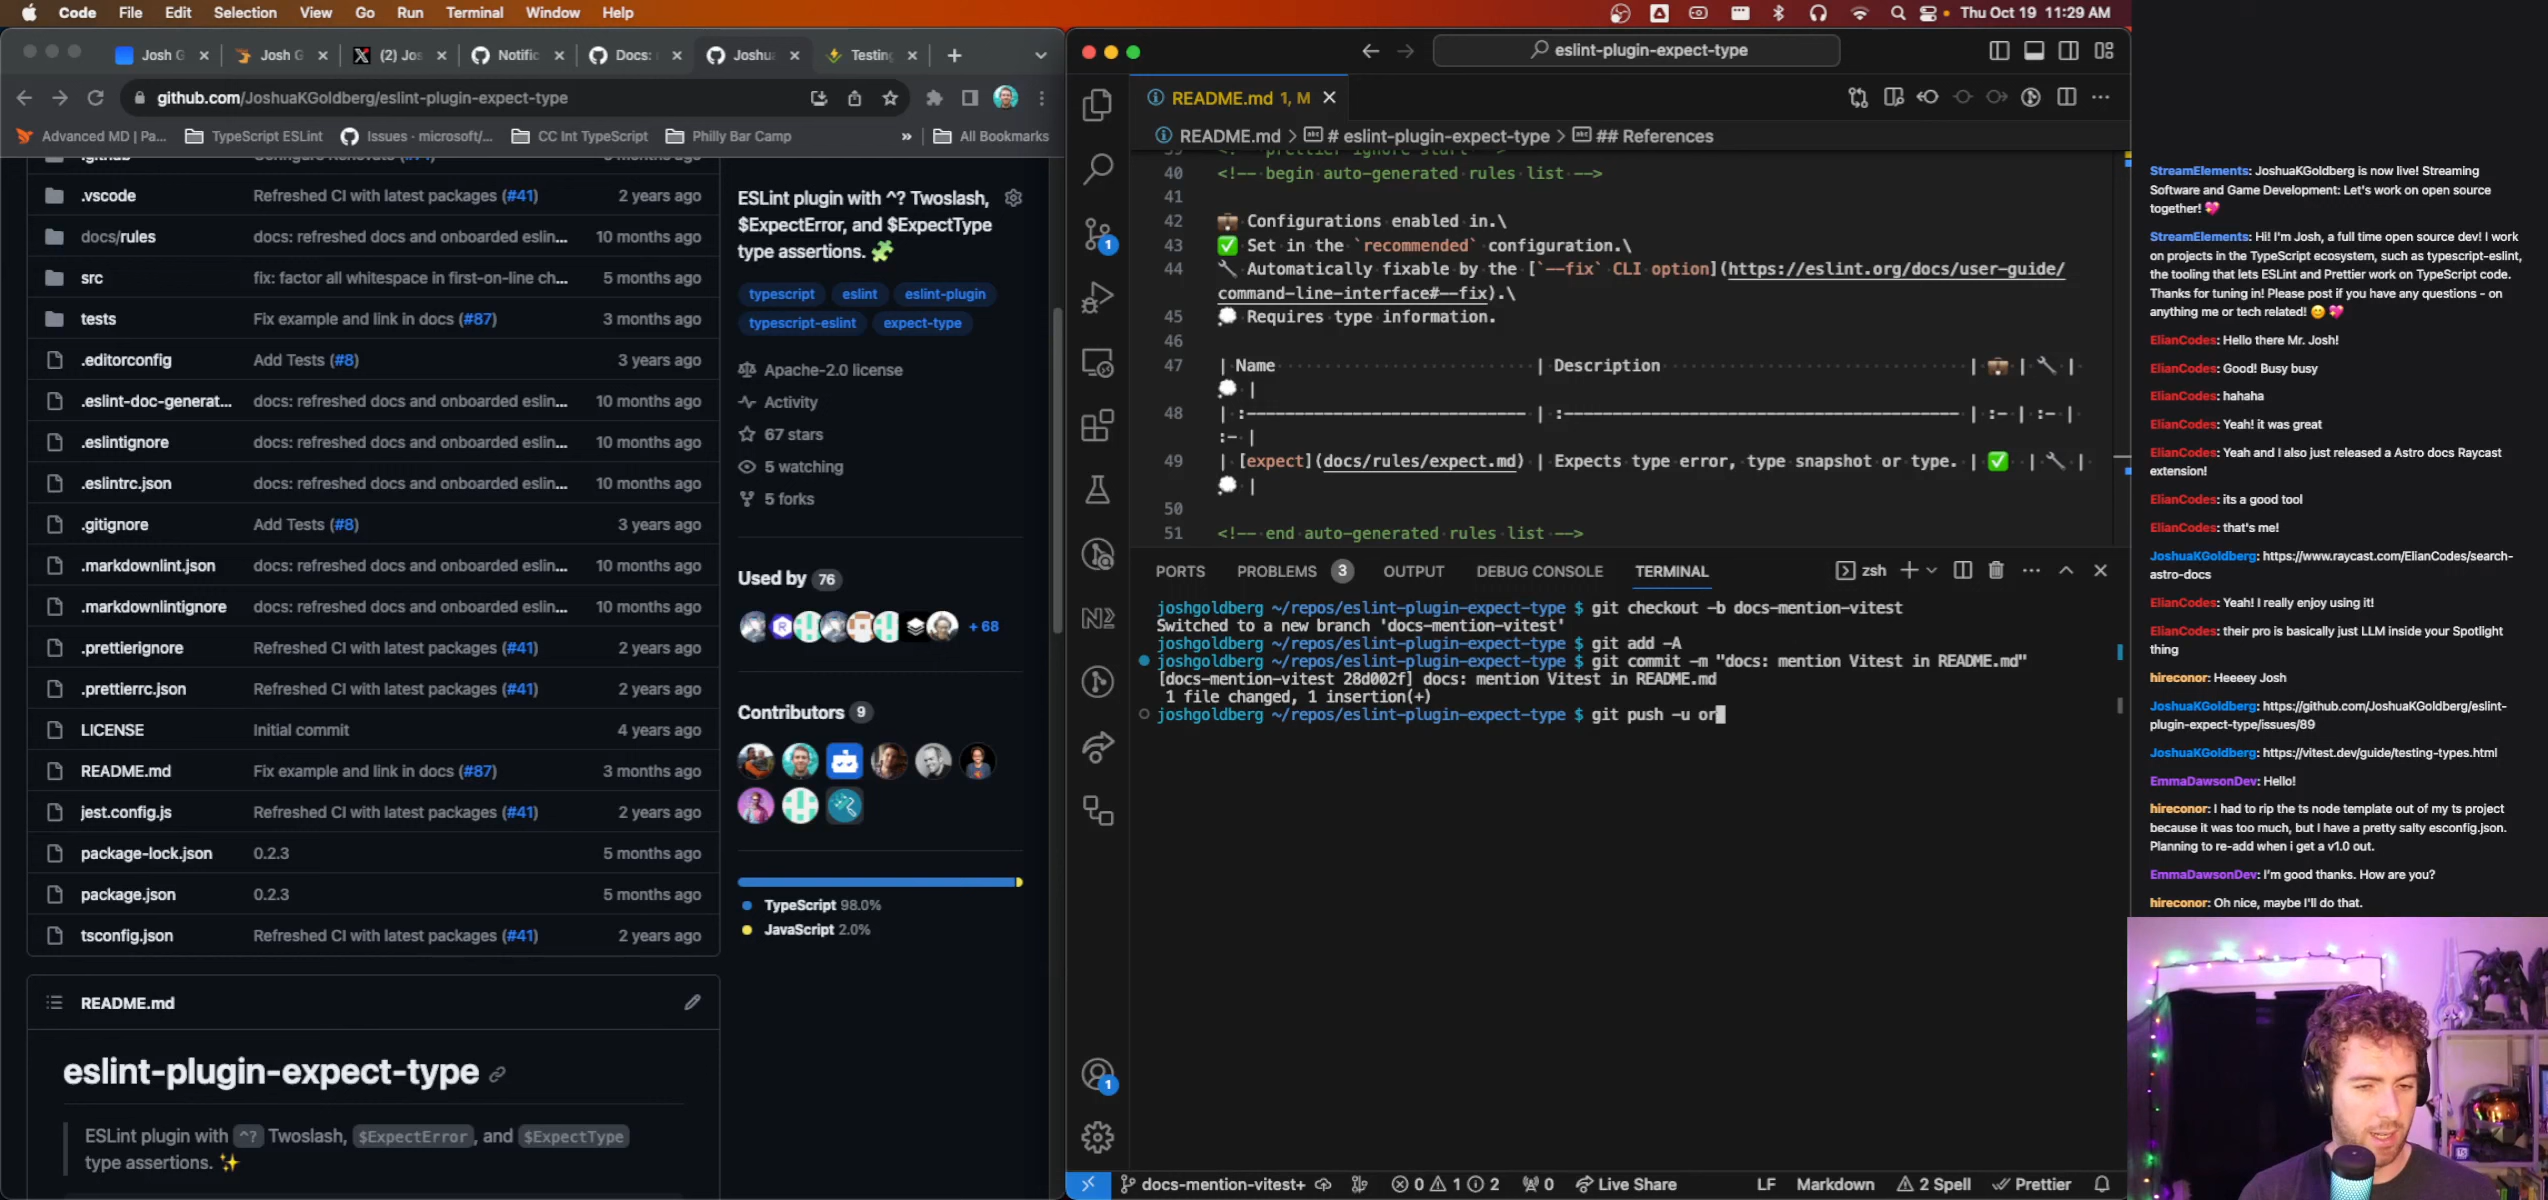 Code File Edit Selection View Go Run Terminal Window Help
Thu Oct 19 11:29 AM
Josh G
Josh G
(2) Jos
Notific
Docs:
Joshu
Testing
github.com/JoshuaKGoldberg/eslint-plugin-expect-type
Advanced MD | Pa...
TypeScript ESLint
Issues · microsoft/...
CC Int TypeScript
Philly Bar Camp
»
All Bookmarks
.vscode Refreshed CI with latest packages (#41) 2 years ago
docs/rules docs: refreshed docs and onboarded eslin... 10 months ago
src fix: factor all whitespace in first-on-line ch... 5 months ago
tests Fix example and link in docs (#87) 3 months ago
.editorconfig Add Tests (#8) 3 years ago
.eslint-doc-generat... docs: refreshed docs and onboarded eslin... 10 months ago
.eslintignore docs: refreshed docs and onboarded eslin... 10 months ago
.eslintrc.json docs: refreshed docs and onboarded eslin... 10 months ago
.gitignore Add Tests (#8) 3 years ago
.markdownlint.json docs: refreshed docs and onboarded eslin... 10 months ago
.markdownlintignore docs: refreshed docs and onboarded eslin... 10 months ago
.prettierignore Refreshed CI with latest packages (#41) 2 years ago
.prettierrc.json Refreshed CI with latest packages (#41) 2 years ago
LICENSE Initial commit 4 years ago
README.md Fix example and link in docs (#87) 3 months ago
jest.config.js Refreshed CI with latest packages (#41) 2 years ago
package-lock.json 0.2.3 5 months ago
package.json 0.2.3 5 months ago
tsconfig.json Refreshed CI with latest packages (#41) 2 years ago
README.md
eslint-plugin-expect-type
ESLint plugin with ^? Twoslash, $ExpectError, and $ExpectType
type assertions. ✨
ESLint plugin with ^? Twoslash,
$ExpectError, and $ExpectType
type assertions. 🧩
typescript eslint eslint-plugin
typescript-eslint expect-type
Apache-2.0 license
Activity
67 stars
5 watching
5 forks
Used by 76
+ 68
Contributors 9
TypeScript 98.0%
JavaScript 2.0%
eslint-plugin-expect-type
README.md 1, M
README.md > # eslint-plugin-expect-type > ## References
40 <!-- begin auto-generated rules list -->
41
42 💼 Configurations enabled in.\
43 ✅ Set in the `recommended` configuration.\
44 🔧 Automatically fixable by the [`--fix` CLI option](https://eslint.org/docs/user-guide/
command-line-interface#--fix).\
45 💭 Requires type information.
46
47 | Name | Description | 💼 | 🔧 |
💭 |
48 | :----------------------------- | :----------------------------------------- | :- | :- |
:- |
49 | [expect](docs/rules/expect.md) | Expects type error, type snapshot or type. | ✅ | 🔧 |
💭 |
50
51 <!-- end auto-generated rules list -->
PORTS PROBLEMS 3 OUTPUT DEBUG CONSOLE TERMINAL zsh
joshgoldberg ~/repos/eslint-plugin-expect-type $ git checkout -b docs-mention-vitest
Switched to a new branch 'docs-mention-vitest'
joshgoldberg ~/repos/eslint-plugin-expect-type $ git add -A
joshgoldberg ~/repos/eslint-plugin-expect-type $ git commit -m "docs: mention Vitest in README.md"
[docs-mention-vitest 28d002f] docs: mention Vitest in README.md
1 file changed, 1 insertion(+)
joshgoldberg ~/repos/eslint-plugin-expect-type $ git push -u or
1
1
docs-mention-vitest+ 0 1 2 0 Live Share LF Markdown 2 Spell Prettier
StreamElements: JoshuaKGoldberg is now live! Streaming
Software and Game Development: Let's work on open source
together! 💖
StreamElements: Hi! I'm Josh, a full time open source dev! I work
on projects in the TypeScript ecosystem, such as typescript-eslint,
the tooling that lets ESLint and Prettier work on TypeScript code.
Thanks for tuning in! Please post if you have any questions - on
anything me or tech related! 😊 💖
ElianCodes: Hello there Mr. Josh!
ElianCodes: Good! Busy busy
ElianCodes: hahaha
ElianCodes: Yeah! it was great
ElianCodes: Yeah and I also just released a Astro docs Raycast
extension!
ElianCodes: its a good tool
ElianCodes: that's me!
JoshuaKGoldberg: https://www.raycast.com/ElianCodes/search-
astro-docs
ElianCodes: Yeah! I really enjoy using it!
ElianCodes: their pro is basically just LLM inside your Spotlight
thing
hireconor: Heeeey Josh
JoshuaKGoldberg: https://github.com/JoshuaKGoldberg/eslint-
plugin-expect-type/issues/89
JoshuaKGoldberg: https://vitest.dev/guide/testing-types.html
EmmaDawsonDev: Hello!
hireconor: I had to rip the ts node template out of my ts project
because it was too much, but I have a pretty salty esconfig.json.
Planning to re-add when i get a v1.0 out.
EmmaDawsonDev: I'm good thanks. How are you?
hireconor: Oh nice, maybe I'll do that.